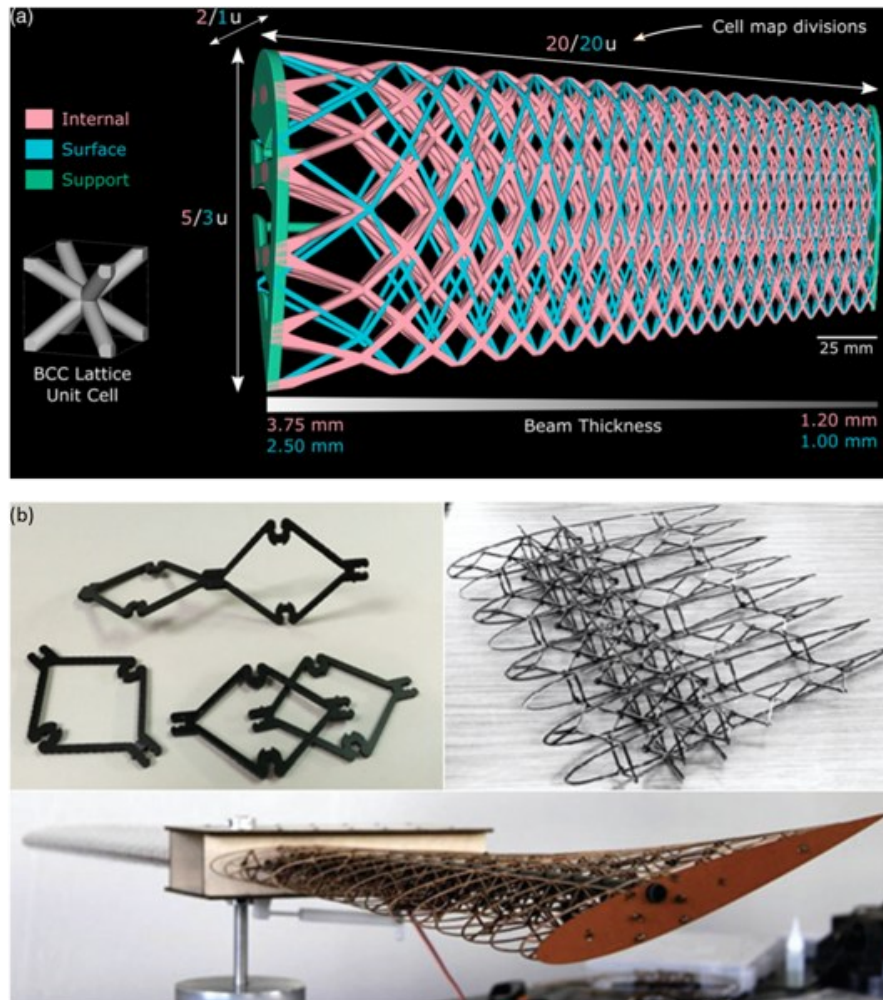 (a)
2/1u
20/20u
Cell map divisions
Internal
Surface
Support
5/3u
BCC Lattice
Unit Cell
25 mm
3.75 mm
2.50 mm
Beam Thickness
1.20 mm
1.00 mm
(b)